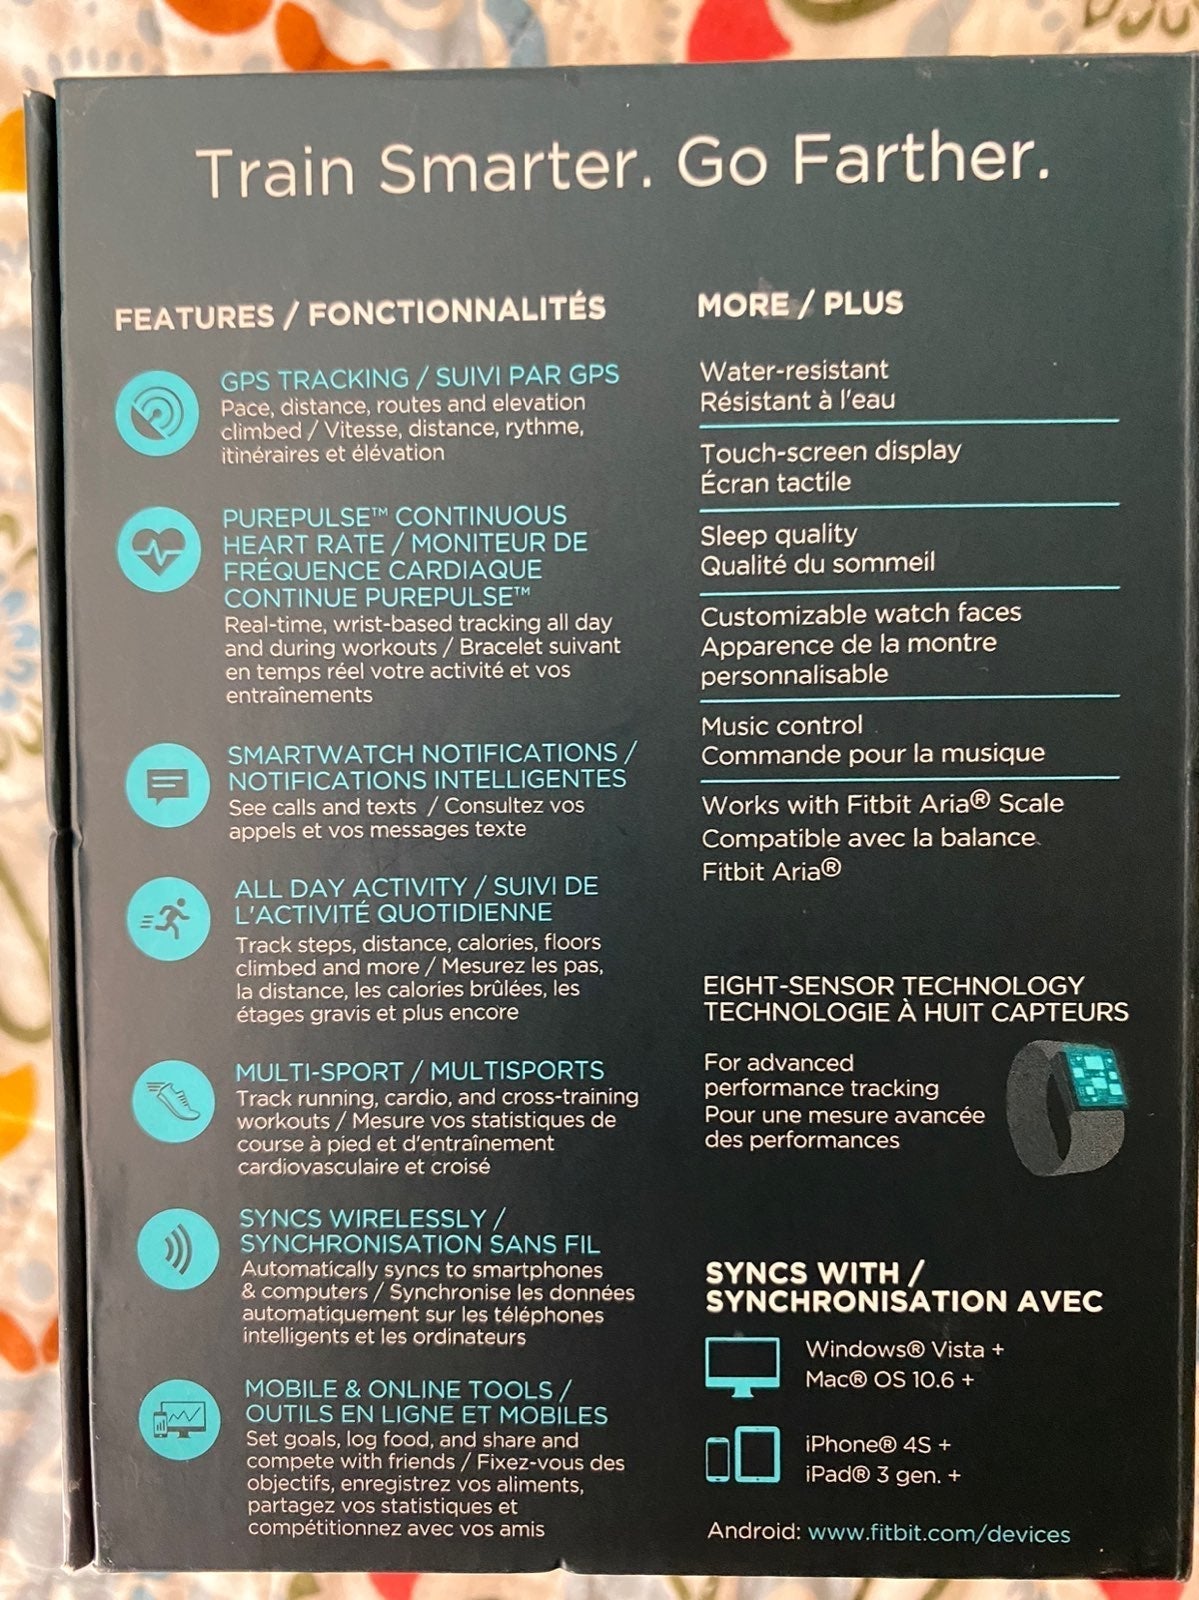 Train Smarter. Go Farther.
FEATURES / FONCTIONNALITÉS
GPS TRACKING / SUIVI PAR GPS
Pace, distance, routes and elevation
climbed / Vitesse, distance, rythme,
itinéraires et élévation
PUREPULSE™ CONTINUOUS
HEART RATE / MONITEUR DE
FRÉQUENCE CARDIAQUE
CONTINUE PUREPULSE™
Real-time, wrist-based tracking all day
and during workouts / Bracelet suivant
en temps réel votre activité et vos
entraînements
SMARTWATCH NOTIFICATIONS /
NOTIFICATIONS INTELLIGENTES
See calls and texts / Consultez vos
appels et vos messages texte
ALL DAY ACTIVITY / SUIVI DE
L'ACTIVITÉ QUOTIDIENNE
Track steps, distance, calories, floors
climbed and more / Mesurez les pas,
la distance, les calories brûlées, les
étages gravis et plus encore
MULTI-SPORT / MULTISPORTS
Track running, cardio, and cross-training
workouts / Mesure vos statistiques de
course à pied et d'entraînement
cardiovasculaire et croisé
SYNCS WIRELESSLY /
SYNCHRONISATION SANS FIL
Automatically syncs to smartphones
& computers / Synchronise les données
automatiquement sur les téléphones
intelligents et les ordinateurs
MOBILE & ONLINE TOOLS /
OUTILS EN LIGNE ET MOBILES
Set goals, log food, and share and
compete with friends / Fixez-vous des
objectifs, enregistrez vos aliments,
partagez vos statistiques et
compétitionnez avec vos amis
MORE / PLUS
Water-resistant
Résistant à l'eau
Touch-screen display
Écran tactile
Sleep quality
Qualité du sommeil
Customizable watch faces
Apparence de la montre
personnalisable
Music control
Commande pour la musique
Works with Fitbit Aria® Scale
Compatible avec la balance
Fitbit Aria®
EIGHT-SENSOR TECHNOLOGY
TECHNOLOGIE À HUIT CAPTEURS
For advanced
performance tracking
Pour une mesure avancée
des performances
SYNCS WITH /
SYNCHRONISATION AVEC
Windows® Vista +
Mac® OS 10.6 +
iPhone® 4S +
iPad® 3 gen. +
Android: www.fitbit.com/devices